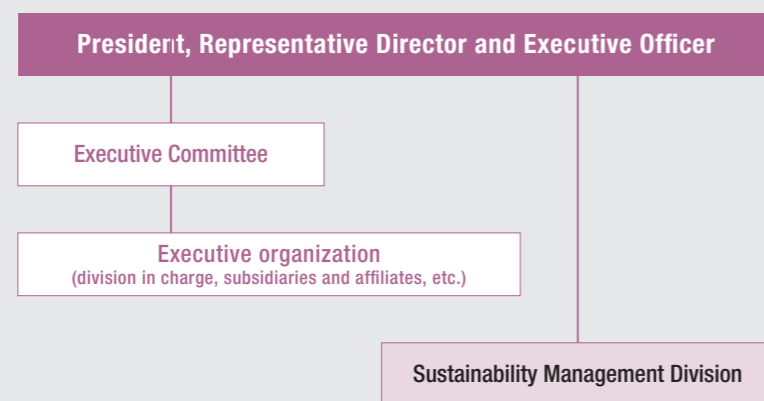 President, Representative Director and Executive Officer
Executive Committee
Executive organization
(division in charge, subsidiaries and affiliates, etc.)
Sustainability Management Division